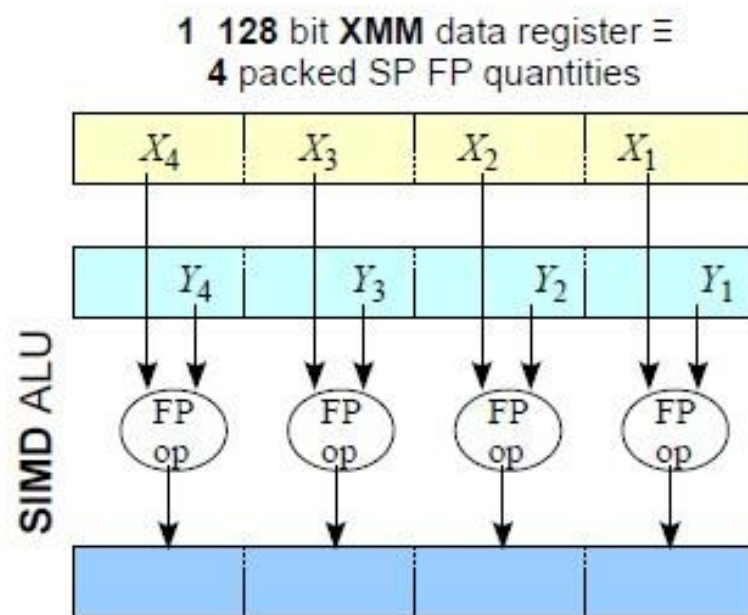 1 128 bit XMM data register ≡
4 packed SP FP quantities
X4 X3 X2 X1
Y4 Y3 Y2 Y1
SIMD ALU
FP op FP op FP op FP op